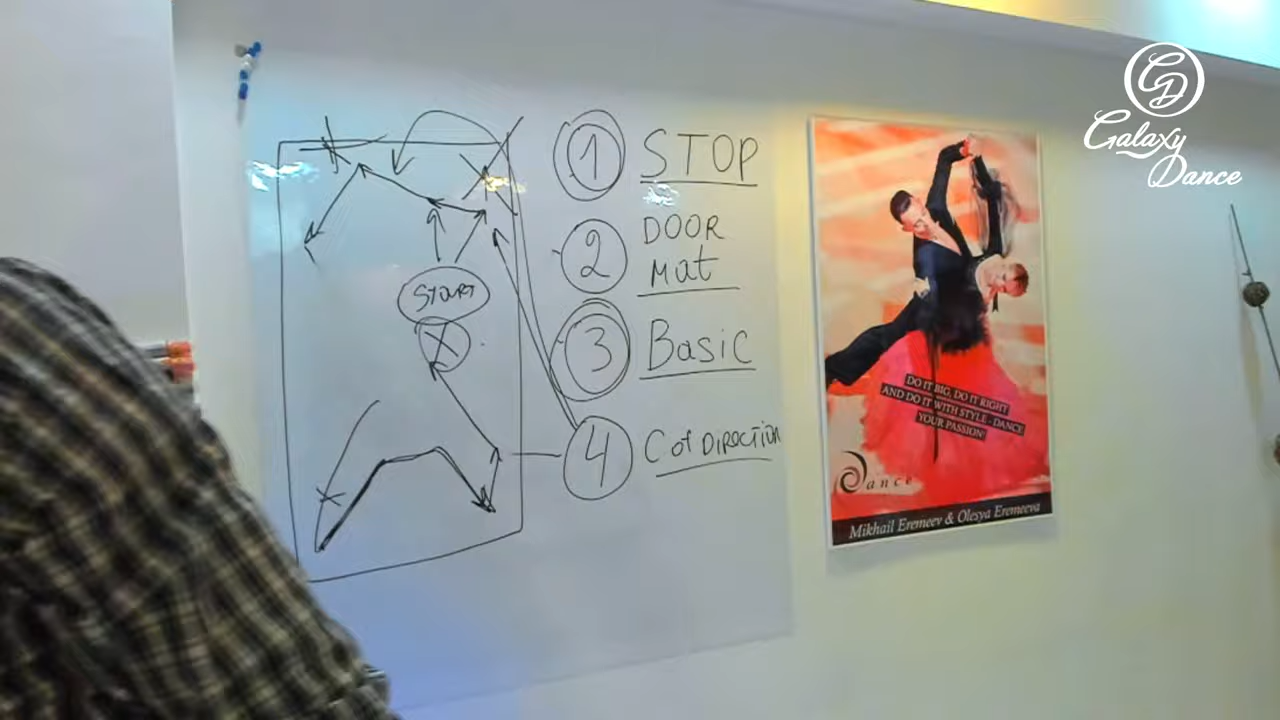 START
X
1 STOP
2 DOOR
Mat
3 Basic
4 C of DIRECTION
DO IT BIG, DO IT RIGHT
AND DO IT WITH STYLE - DANCE
YOUR PASSION!
Dance
Mikhail Eremeev & Olesya Eremeeva
GD
Galaxy
Dance